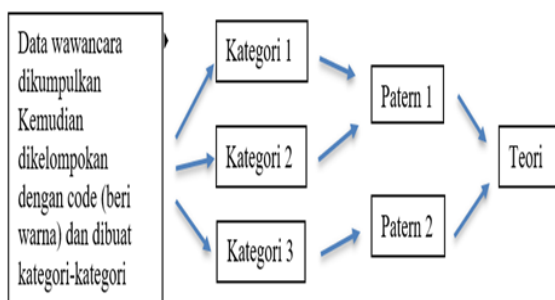 Data wawancara
dikumpulkan
Kemudian
dikelompokan
dengan code (beri
warna) dan dibuat
kategori-kategori
Kategori 1
Kategori 2
Kategori 3
Patern 1
Patern 2
Teori